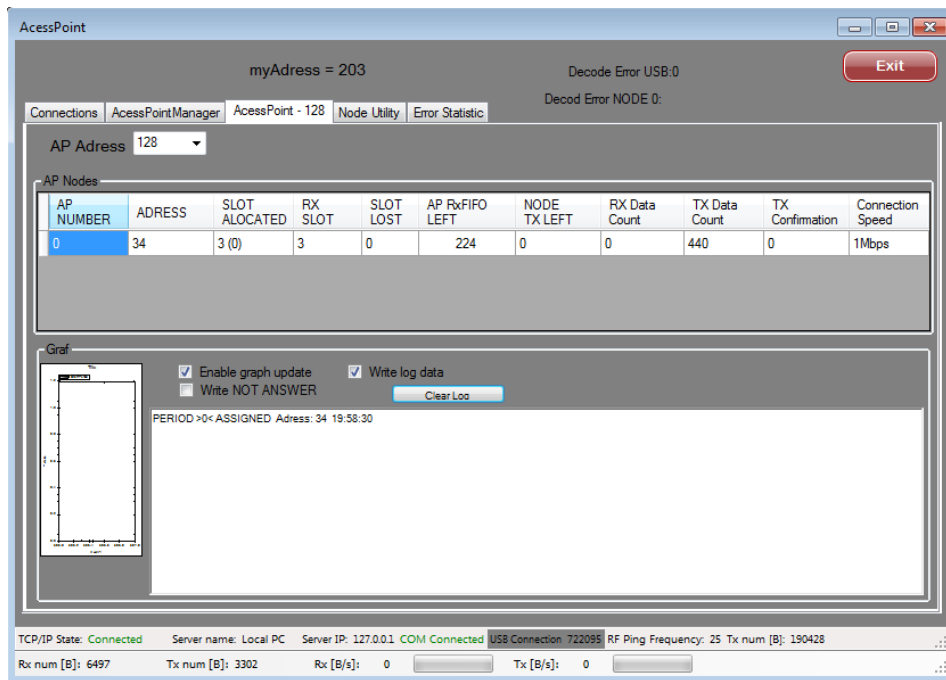 AcessPoint
myAdress = 203
Decode Error USB:0
Exit
Decod Error NODE 0:
Connections AcessPointManager AcessPoint - 128 Node Utility Error Statistic
AP Adress 128
AP Nodes
AP NUMBER ADRESS SLOT ALOCATED RX SLOT SLOT LOST AP RxFIFO LEFT NODE TX LEFT RX Data Count TX Data Count TX Confirmation Connection Speed
0 34 3 (0) 3 0 224 0 0 440 0 1Mbps
Graf
Enable graph update Write log data
Write NOT ANSWER Clear Log
PERIOD >0< ASSIGNED Adress: 34 19:58:30
TCP/IP State: Connected Server name: Local PC Server IP: 127.0.0.1 COM Connected USB Connection 722095 RF Ping Frequency: 25 Tx num [B]: 190428
Rx num [B]: 6497 Tx num [B]: 3302 Rx [B/s]: 0 Tx [B/s]: 0